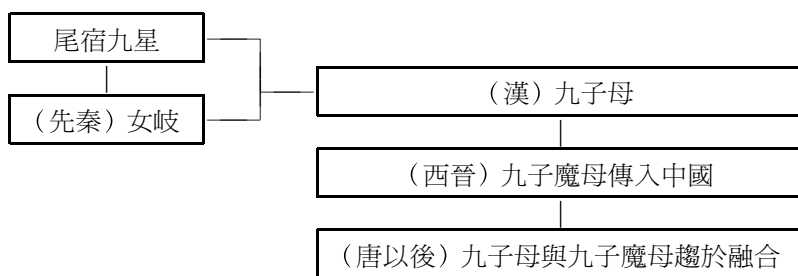 尾宿九星
（先秦）女岐
（漢）九子母
（西晉）九子魔母傳入中國
（唐以後）九子母與九子魔母趨於融合